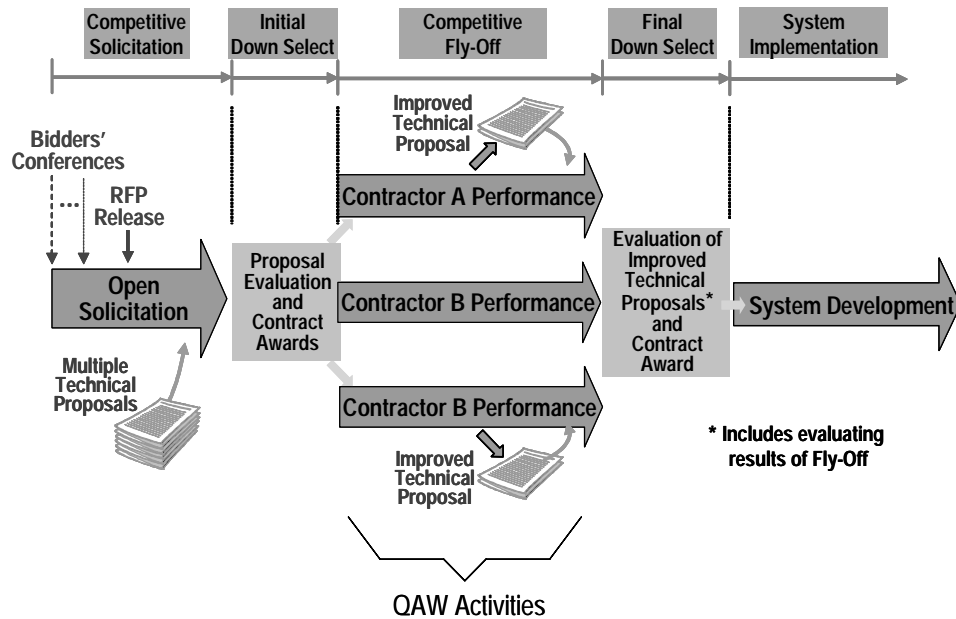 Competitive
Solicitation
Initial
Down Select
Competitive
Fly-Off
Final
Down Select
System
Implementation
Bidders'
Conferences
...
RFP
Release
Open
Solicitation
Multiple
Technical
Proposals
Proposal
Evaluation
and
Contract
Awards
Improved
Technical
Proposal
Contractor A Performance
Contractor B Performance
Contractor B Performance
Improved
Technical
Proposal
Evaluation of
Improved
Technical
Proposals*
and
Contract
Award
System Development
* Includes evaluating
results of Fly-Off
QAW Activities